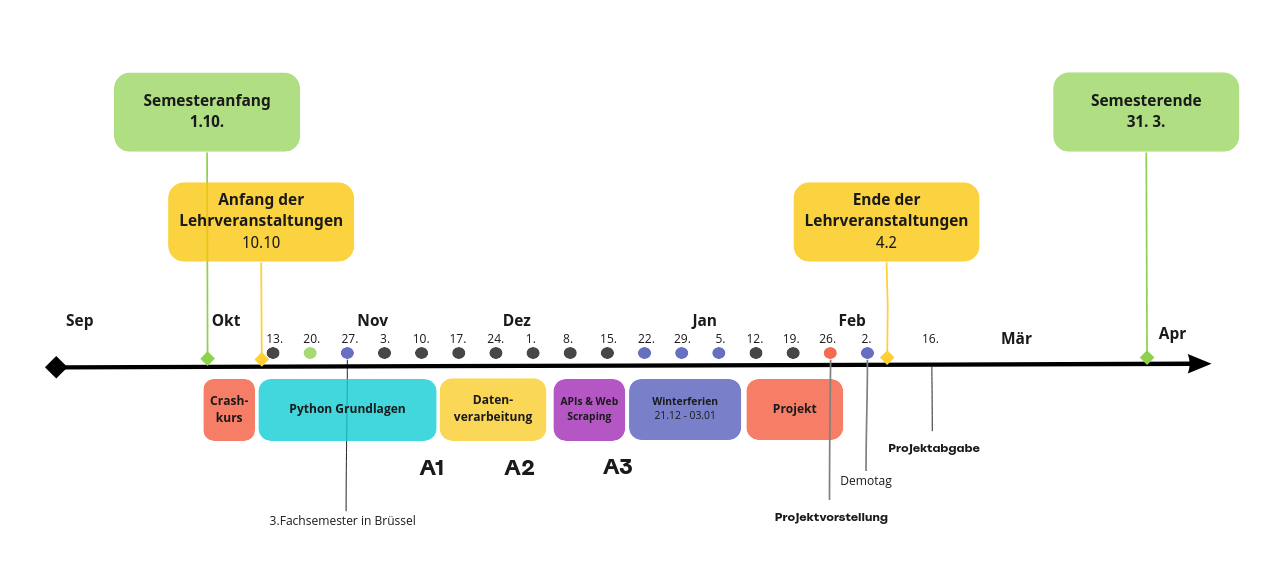 Semesteranfang
1.10.
Semesterende
31. 3.
Anfang der
Lehrveranstaltungen
10.10
Ende der
Lehrveranstaltungen
4.2
Sep
Okt
Nov
Dez
Jan
Feb
Mär
Apr
13.
20.
27.
3.
10.
17.
24.
1.
8.
15.
22.
29.
5.
12.
19.
26.
2.
16.
Crash-
kurs
Python Grundlagen
Daten-
verarbeitung
APIs & Web
Scraping
Winterferien
21.12 - 03.01
Projekt
A1
A2
A3
Projektabgabe
Demotag
Projektvorstellung
3.Fachsemester in Brüssel